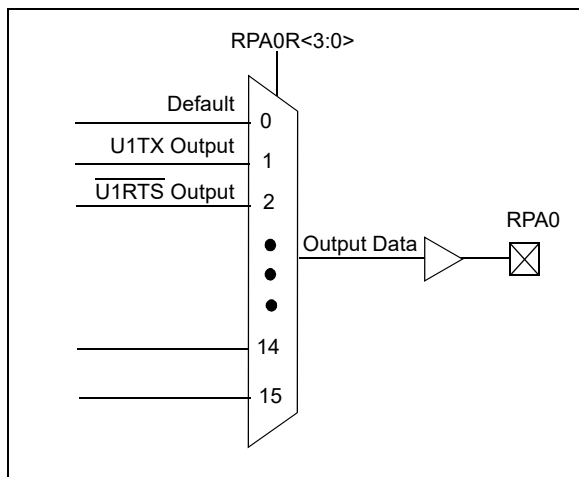 RPA0R<3:0>
Default
0
U1TX Output
1
U1RTS Output
2
RPA0
Output Data
14
15